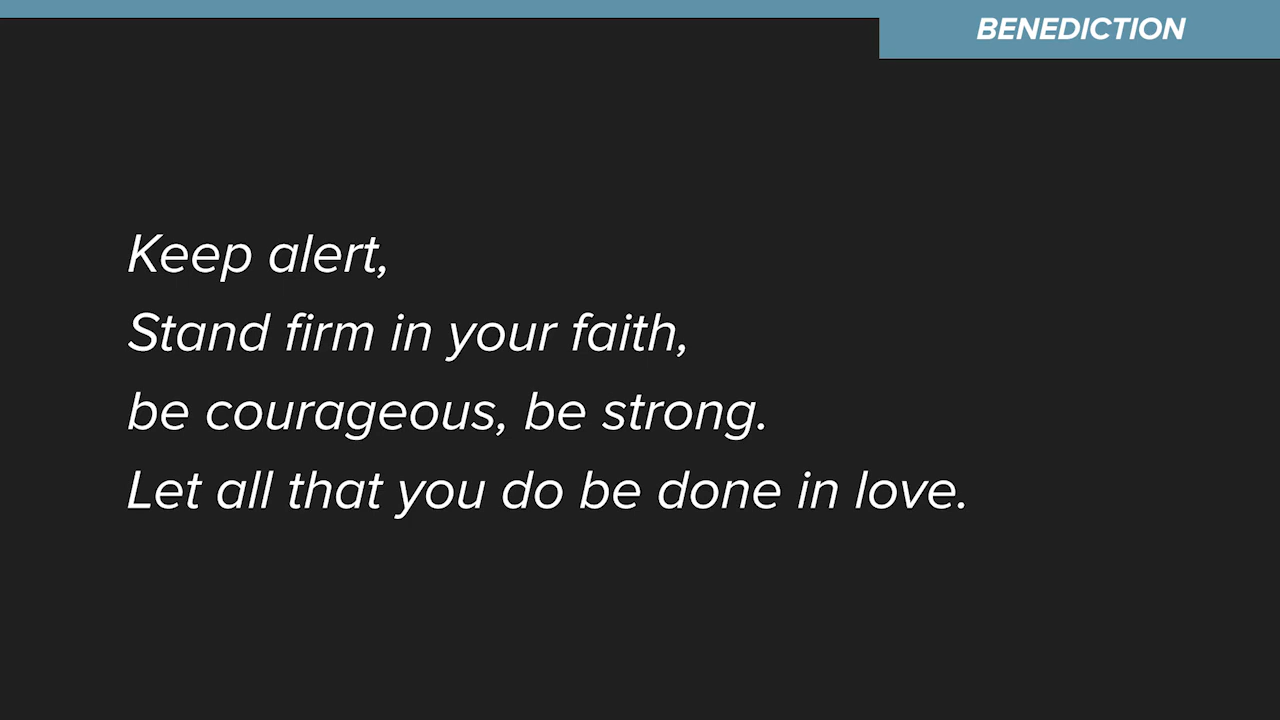 BENEDICTION
Keep alert,
Stand firm in your faith,
be courageous, be strong.
Let all that you do be done in love.